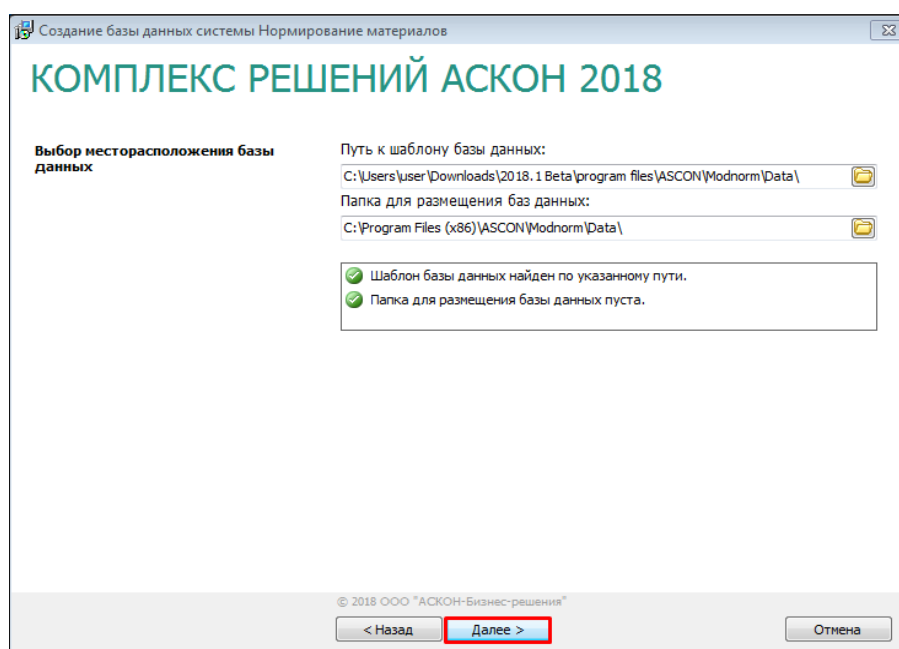 Создание базы данных системы Нормирование материалов
КОМПЛЕКС РЕШЕНИЙ АСКОН 2018
Выбор месторасположения базы
данных
Путь к шаблону базы данных:
C:\Users\user\Downloads\2018.1 Beta\program files\ASCON\Modnorm\Data\
Папка для размещения баз данных:
C:\Program Files (x86)\ASCON\Modnorm\Data\
Шаблон базы данных найден по указанному пути.
Папка для размещения базы данных пуста.
© 2018 ООО "АСКОН-Бизнес-решения"
< Назад Далее > Отмена